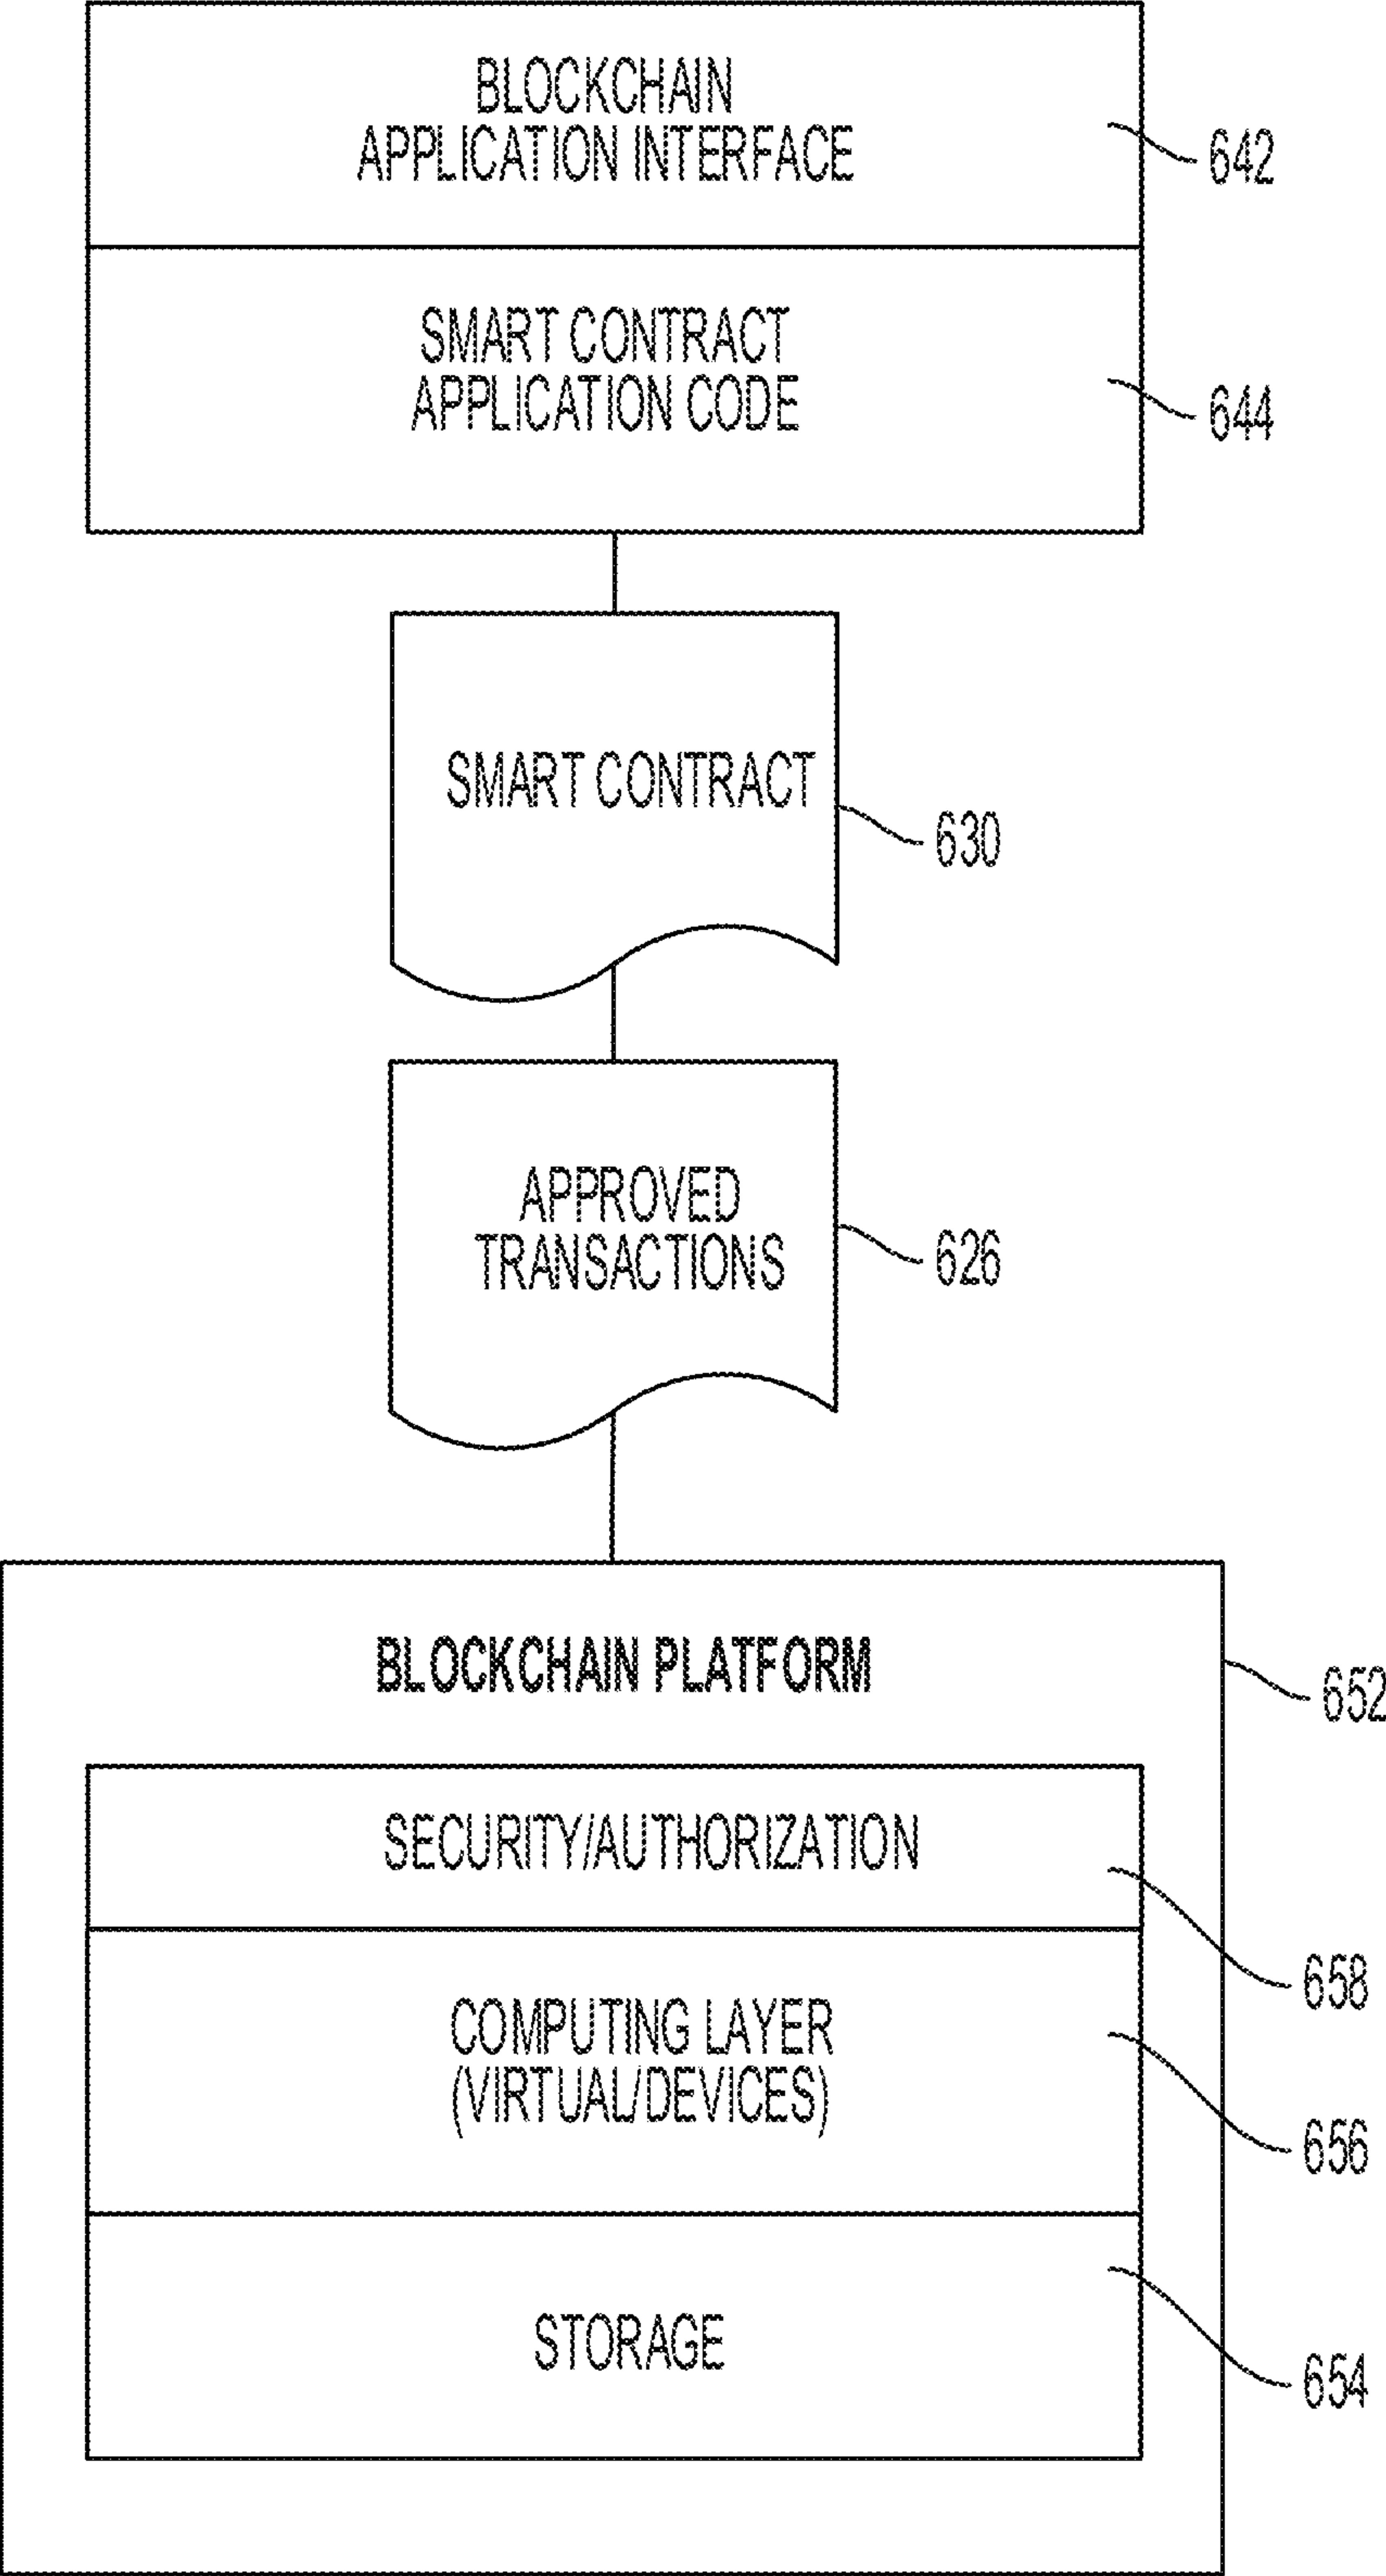 BLOCKCHAIN
APPLICATION INTERFACE
642
SMART CONTRACT
APPLICATION CODE
644
SMART CONTRACT
630
APPROVED
TRANSACTIONS
626
BLOCKCHAIN PLATFORM
652
SECURITY/AUTHORIZATION
658
COMPUTING LAYER
(VIRTUAL/DEVICES)
656
STORAGE
654